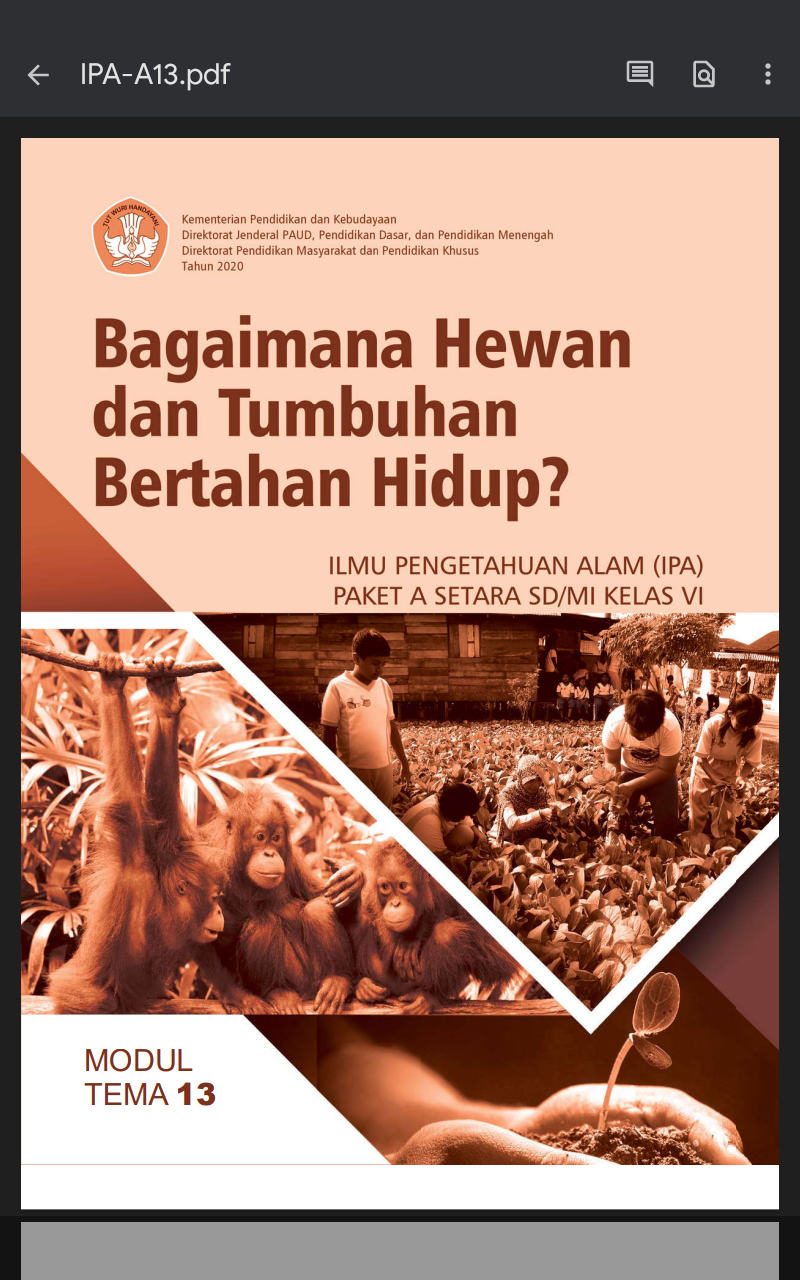 IPA-A13.pdf
TUT WURI HANDAYANI
Kementerian Pendidikan dan Kebudayaan
Direktorat Jenderal PAUD, Pendidikan Dasar, dan Pendidikan Menengah
Direktorat Pendidikan Masyarakat dan Pendidikan Khusus
Tahun 2020
Bagaimana Hewan
dan Tumbuhan
Bertahan Hidup?
ILMU PENGETAHUAN ALAM (IPA)
PAKET A SETARA SD/MI KELAS VI
MODUL
TEMA 13